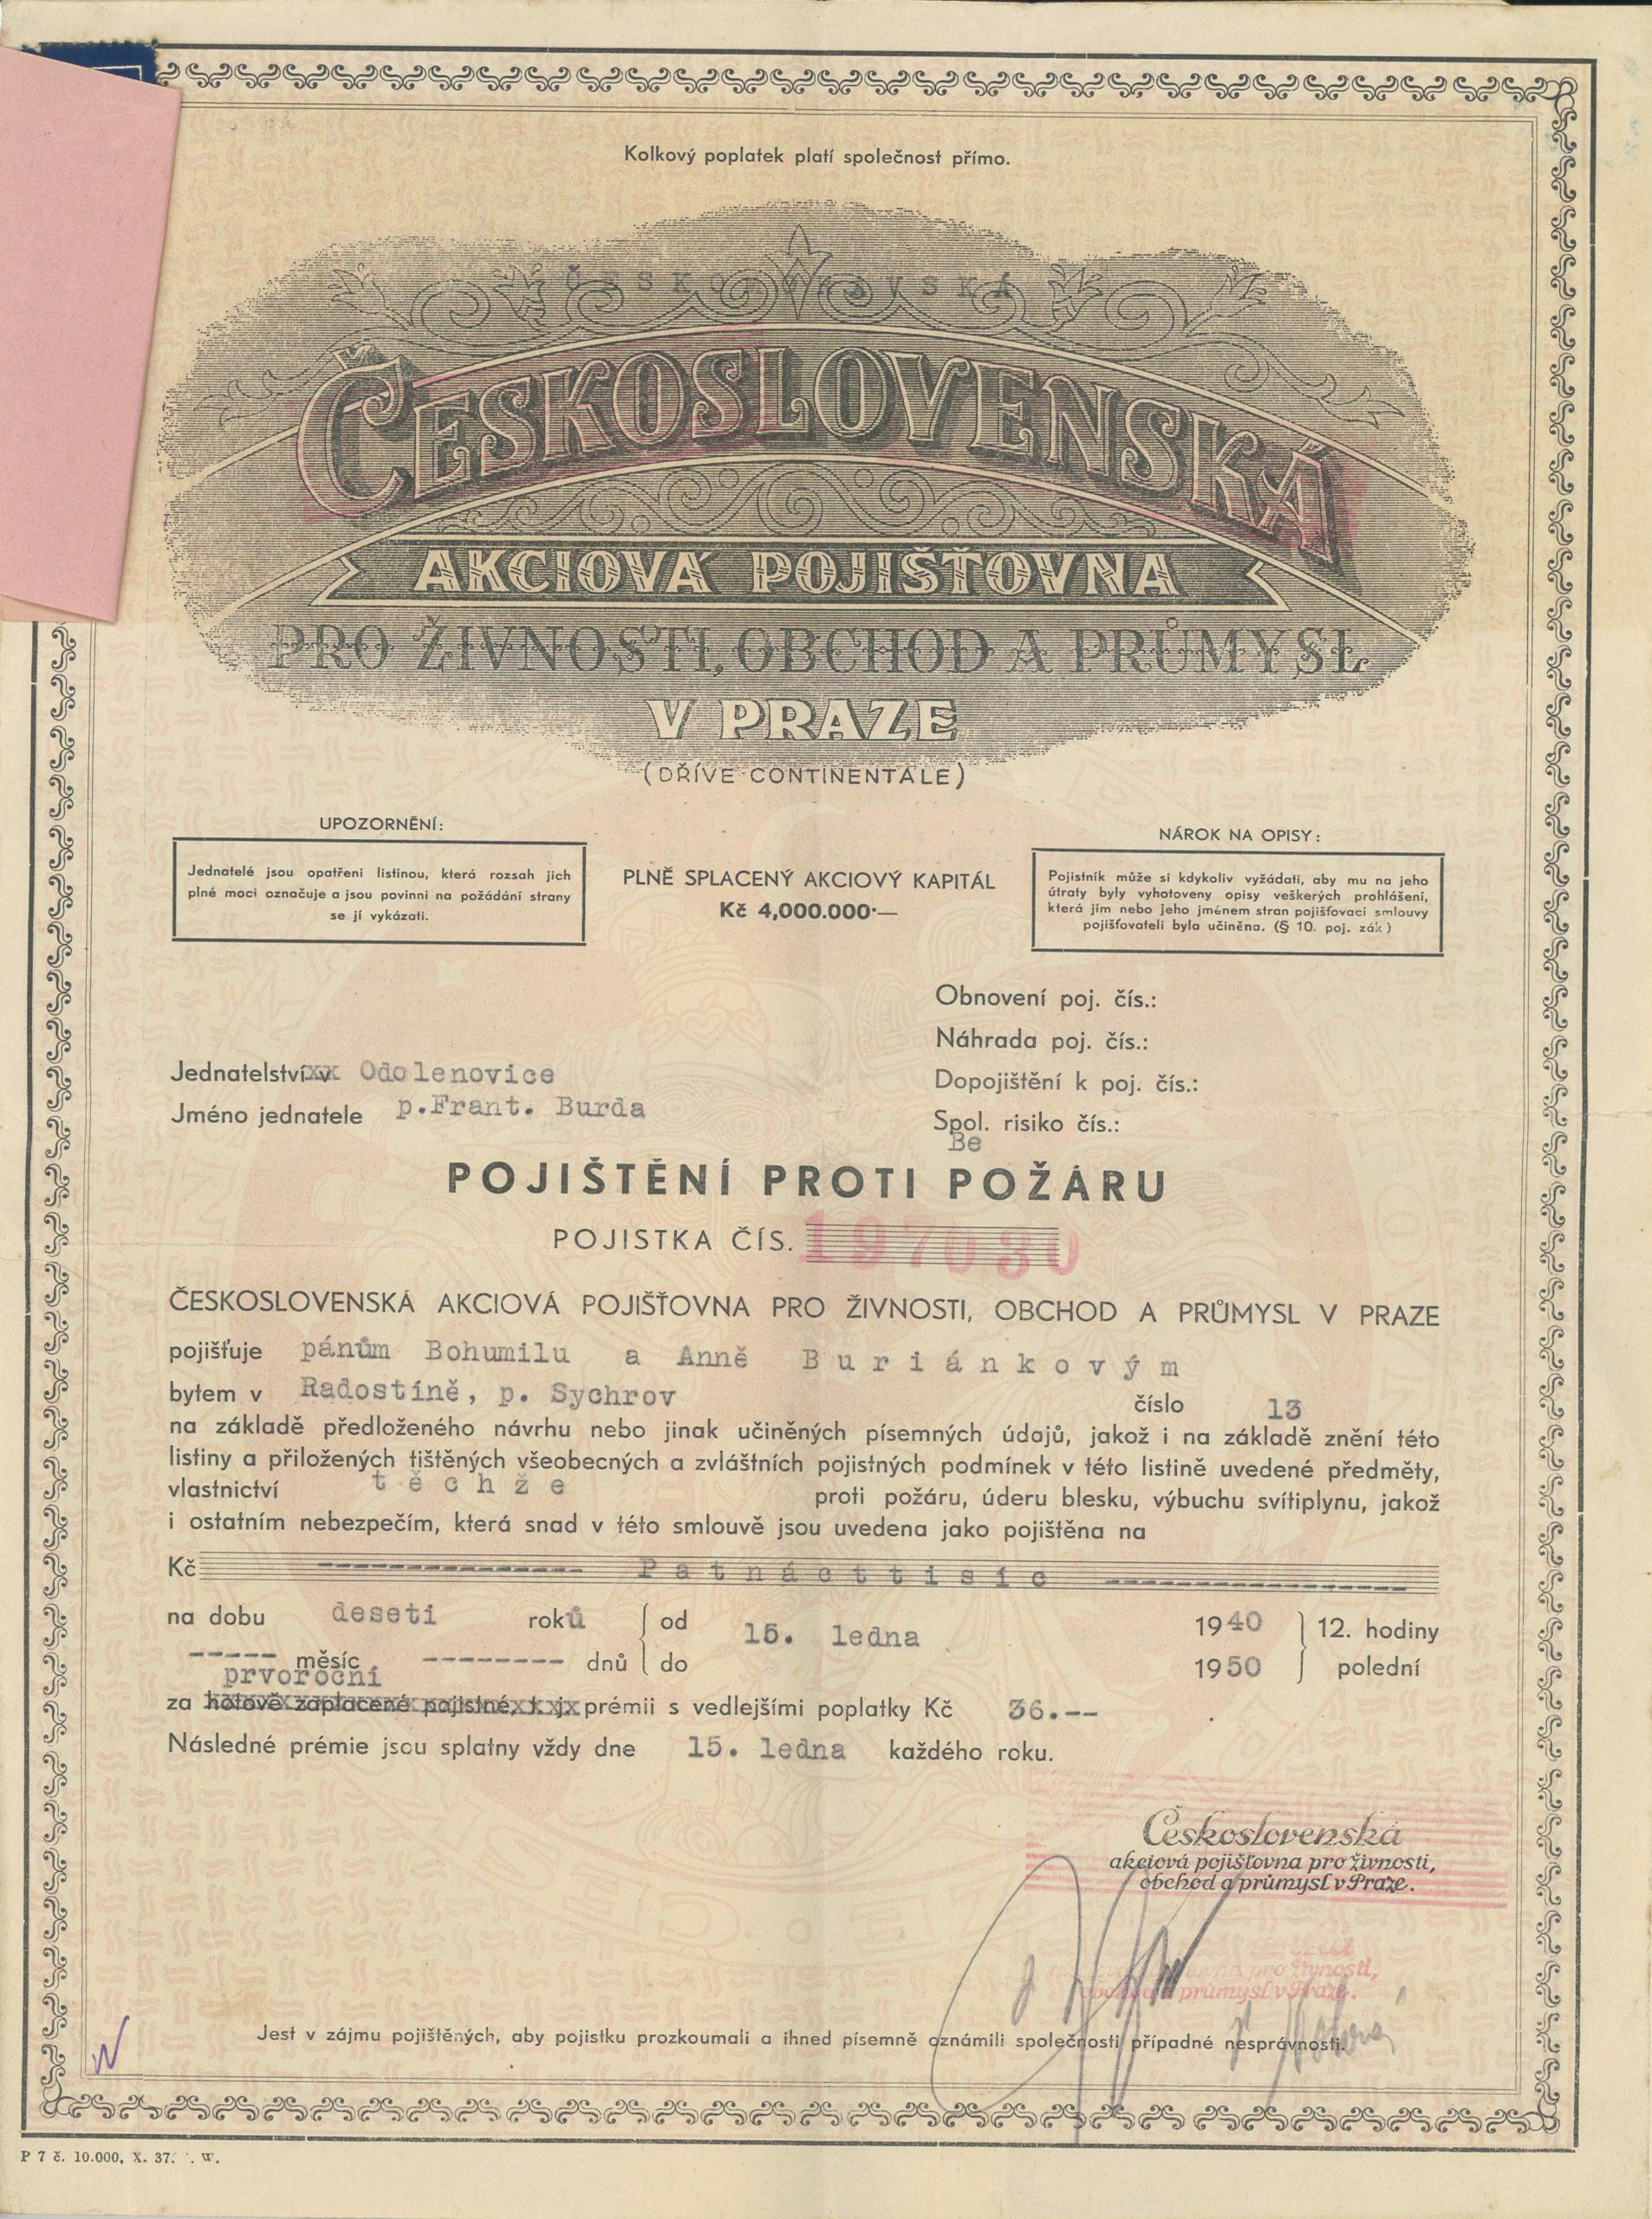 Kolkový poplatek platí společnost přímo.
ČESKOMORAVSKÁ
ČESKOSLOVENSKÁ
AKCIOVÁ POJIŠŤOVNA
PRO ŽIVNOSTI, OBCHOD A PRŮMYSL
V PRAZE
(DŘÍVE CONTINENTALE)
UPOZORNĚNÍ:
Jednatelé jsou opatřeni listinou, která rozsah jich
plné moci označuje a jsou povinni na požádání strany
se jí vykázati.
PLNĚ SPLACENÝ AKCIOVÝ KAPITÁL
Kč 4,000.000·—
NÁROK NA OPISY:
Pojistník může si kdykoliv vyžádati, aby mu na jeho
útraty byly vyhotoveny opisy veškerých prohlášení,
která jím nebo jeho jménem stran pojišťovací smlouvy
pojišťovateli byla učiněna. (§ 10. poj. zák)
Obnovení poj. čís.:
Náhrada poj. čís.:
Dopojištění k poj. čís.:
Spol. risiko čís.:
Be
Jednatelství v Odolenovice
Jméno jednatele p.Frant. Burda
POJIŠTĚNÍ PROTI POŽÁRU
POJISTKA ČÍS. 197030
ČESKOSLOVENSKÁ AKCIOVÁ POJIŠŤOVNA PRO ŽIVNOSTI, OBCHOD A PRŮMYSL V PRAZE
pojišťuje pánům Bohumilu a Anně Buriánkovým
bytem v Radostíně, p. Sychrov číslo 13
na základě předloženého návrhu nebo jinak učiněných písemných údajů, jakož i na základě znění této
listiny a přiložených tištěných všeobecných a zvláštních pojistných podmínek v této listině uvedené předměty,
vlastnictví těchže proti požáru, úderu blesku, výbuchu svítiplynu, jakož
i ostatním nebezpečím, která snad v této smlouvě jsou uvedena jako pojištěna na
Kč ------------- Patnácttisíc ---------------
na dobu deseti roků od 15. ledna 1940 12. hodiny
----- měsíc -------- dnů do 1950 polední
prvoroční
za hotově zaplacené pojistné, t. j. prémii s vedlejšími poplatky Kč 36.--
Následné prémie jsou splatny vždy dne 15. ledna každého roku.
Československá
akciová pojišťovna pro živnosti,
obchod a průmysl v Praze.
pro živnosti,
obchod a průmysl v Praze.
Jest v zájmu pojištěných, aby pojistku prozkoumali a ihned písemně oznámili společnosti případné nesprávnosti.
P 7 č. 10.000, X. 37. W.